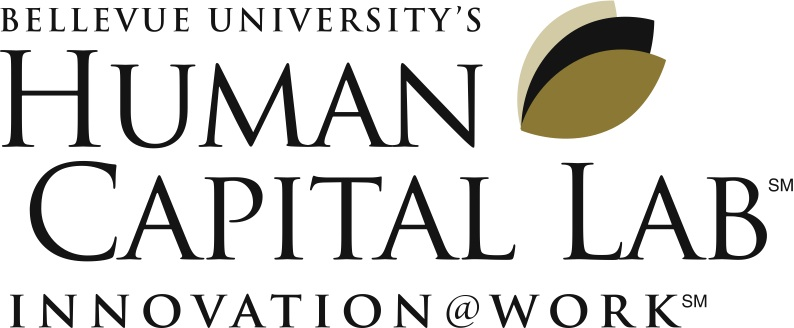 BELLEVUE UNIVERSITY'S
HUMAN
CAPITAL LAB℠
INNOVATION@WORK℠